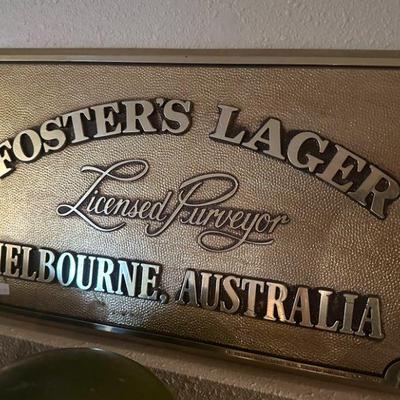 FOSTER'S LAGER
Licensed Purveyor
MELBOURNE, AUSTRALIA